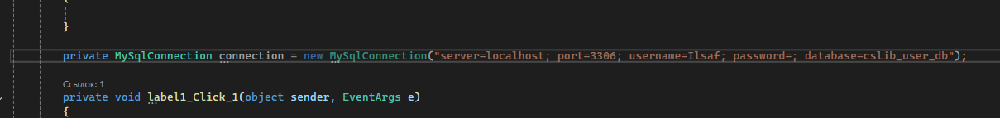 }
private MySqlConnection connection = new MySqlConnection("server=localhost; port=3306; username=Ilsaf; password=; database=cslib_user_db");
Ссылок: 1
private void label1_Click_1(object sender, EventArgs e)
{